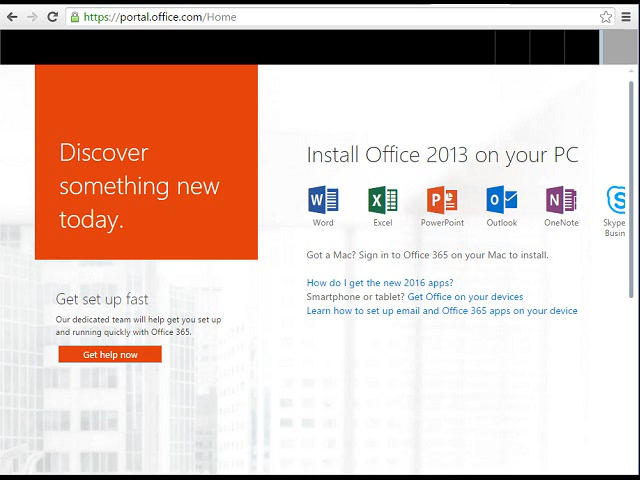 https://portal.office.com/Home
Discover
something new
today.
Install Office 2013 on your PC
Word
Excel
PowerPoint
Outlook
OneNote
Skype
Busin
Got a Mac? Sign in to Office 365 on your Mac to install.
How do I get the new 2016 apps?
Smartphone or tablet? Get Office on your devices
Learn how to set up email and Office 365 apps on your device
Get set up fast
Our dedicated team will help get you set up
and running quickly with Office 365.
Get help now